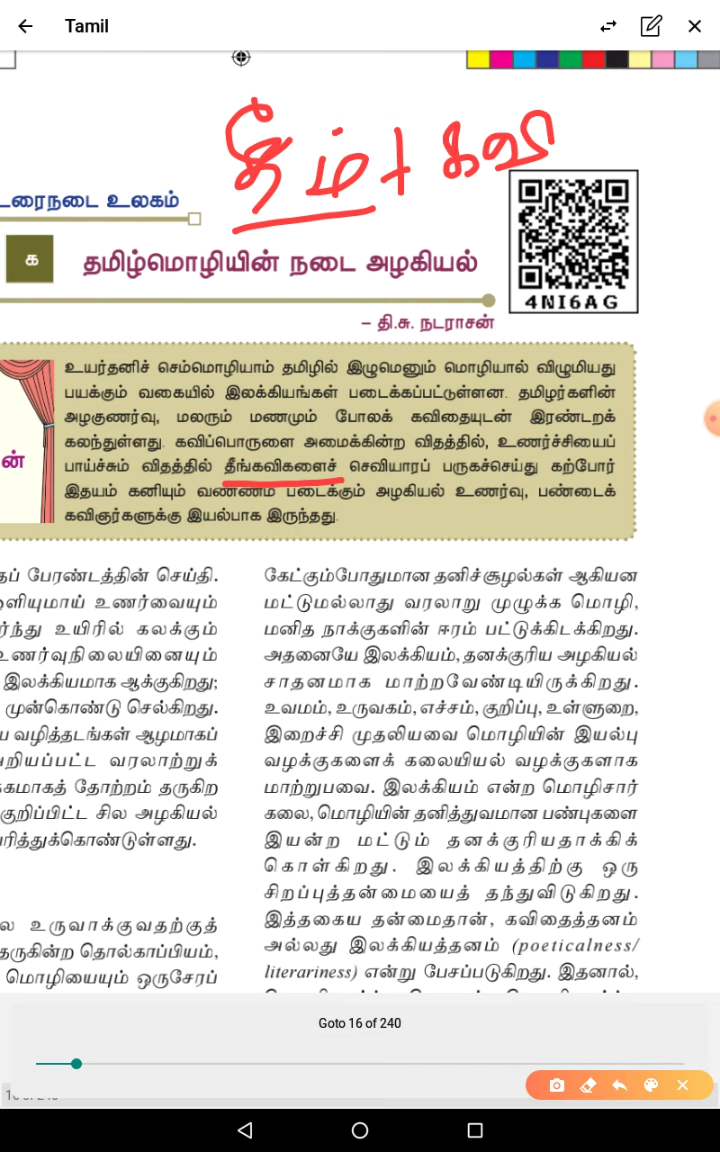 Tamil
தீம் + கவி
உரைநடை உலகம்
க
தமிழ்மொழியின் நடை அழகியல்
4NI6AG
– தி.சு. நடராசன்
உயர்தனிச் செம்மொழியாம் தமிழில் இழுமெனும் மொழியால் விழுமியது
பயக்கும் வகையில் இலக்கியங்கள் படைக்கப்பட்டுள்ளன. தமிழர்களின்
அழகுணர்வு, மலரும் மணமும் போலக் கவிதையுடன் இரண்டறக்
கலந்துள்ளது. கவிப்பொருளை அமைக்கின்ற விதத்தில், உணர்ச்சியைப்
ன்
பாய்ச்சும் விதத்தில் தீங்கவிகளைச் செவியாரப் பருகச்செய்து கற்போர்
இதயம் கனியும் வண்ணம் படைக்கும் அழகியல் உணர்வு, பண்டைக்
கவிஞர்களுக்கு இயல்பாக இருந்தது.
தப் பேரண்டத்தின் செய்தி.
ளியுமாய் உணர்வையும்
ர்ந்து உயிரில் கலக்கும்
உணர்வுநிலையினையும்
இலக்கியமாக ஆக்குகிறது;
முன்கொண்டு செல்கிறது.
ய வழித்தடங்கள் ஆழமாகப்
றியப்பட்ட வரலாற்றுக்
க்கமாகத் தோற்றம் தருகிற
குறிப்பிட்ட சில அழகியல்
ரித்துக்கொண்டுள்ளது.
ல உருவாக்குவதற்குத்
தருகின்ற தொல்காப்பியம்,
மொழியையும் ஒருசேரப்
கேட்கும்போதுமான தனிச்சூழல்கள் ஆகியன
மட்டுமல்லாது வரலாறு முழுக்க மொழி,
மனித நாக்குகளின் ஈரம் பட்டுக்கிடக்கிறது.
அதனையே இலக்கியம், தனக்குரிய அழகியல்
சாதனமாக மாற்றவேண்டியிருக்கிறது.
உவமம், உருவகம், எச்சம், குறிப்பு, உள்ளுறை,
இறைச்சி முதலியவை மொழியின் இயல்பு
வழக்குகளைக் கலையியல் வழக்குகளாக
மாற்றுபவை. இலக்கியம் என்ற மொழிசார்
கலை, மொழியின் தனித்துவமான பண்புகளை
இயன்ற மட்டும் தனக்குரியதாக்கிக்
கொள்கிறது. இலக்கியத்திற்கு ஒரு
சிறப்புத்தன்மையைத் தந்துவிடுகிறது.
இத்தகைய தன்மைதான், கவிதைத்தனம்
அல்லது இலக்கியத்தனம் (poeticalness/
literariness) என்று பேசப்படுகிறது. இதனால்,
Goto 16 of 240